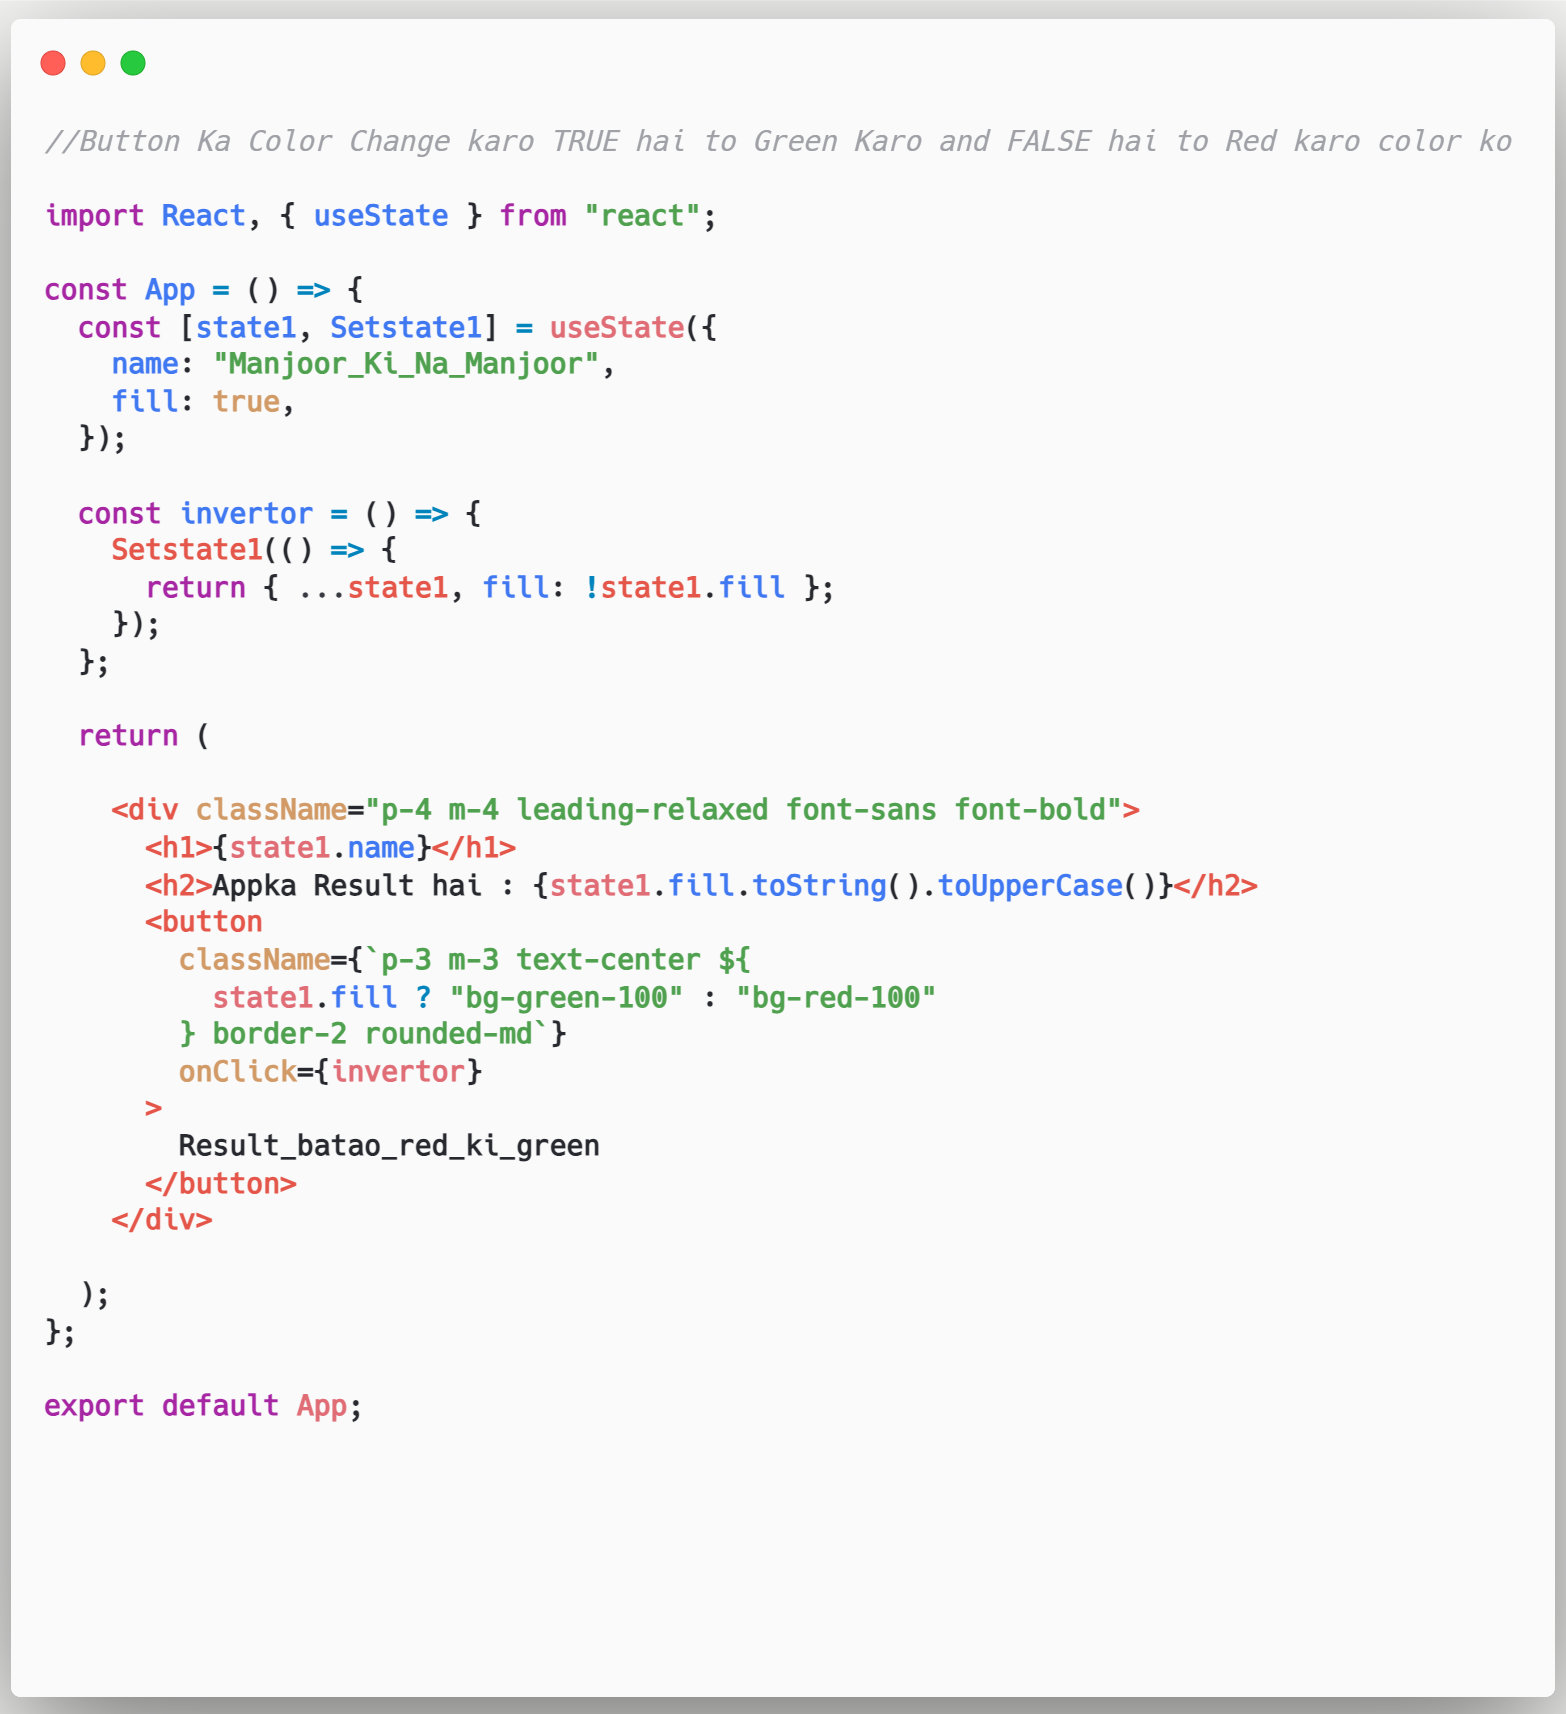 //Button Ka Color Change karo TRUE hai to Green Karo and FALSE hai to Red karo color ko
import React, { useState } from "react";
const App = () => {
  const [state1, Setstate1] = useState({
    name: "Manjoor_Ki_Na_Manjoor",
    fill: true,
  });
  const invertor = () => {
    Setstate1(() => {
      return { ...state1, fill: !state1.fill };
    });
  };
  return (
    <div className="p-4 m-4 leading-relaxed font-sans font-bold">
      <h1>{state1.name}</h1>
      <h2>Appka Result hai : {state1.fill.toString().toUpperCase()}</h2>
      <button
        className={`p-3 m-3 text-center ${
          state1.fill ? "bg-green-100" : "bg-red-100"
        } border-2 rounded-md`}
        onClick={invertor}
      >
        Result_batao_red_ki_green
      </button>
    </div>
  );
};
export default App;